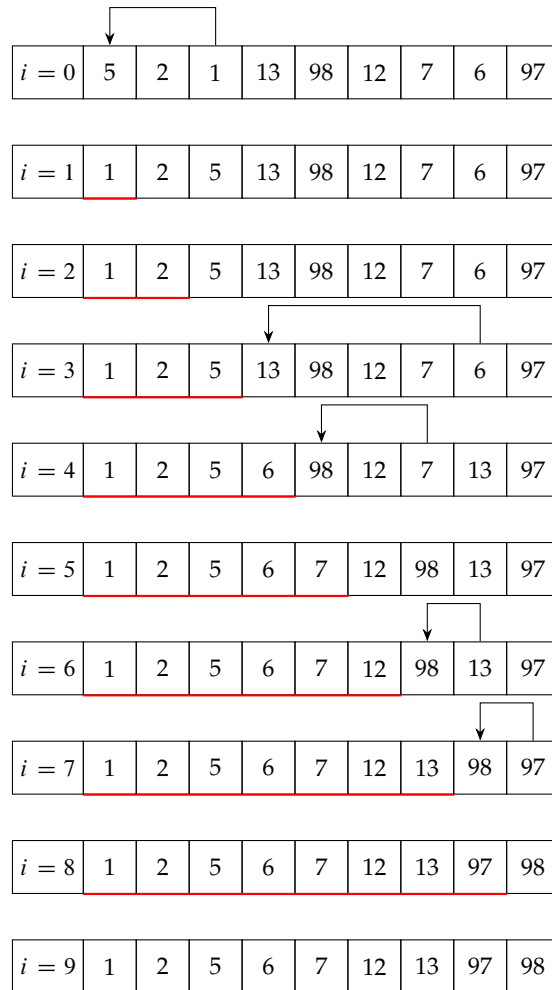 i = 0 5 2 1 13 98 12 7 6 97
i = 1 1 2 5 13 98 12 7 6 97
i = 2 1 2 5 13 98 12 7 6 97
i = 3 1 2 5 13 98 12 7 6 97
i = 4 1 2 5 6 98 12 7 13 97
i = 5 1 2 5 6 7 12 98 13 97
i = 6 1 2 5 6 7 12 98 13 97
i = 7 1 2 5 6 7 12 13 98 97
i = 8 1 2 5 6 7 12 13 97 98
i = 9 1 2 5 6 7 12 13 97 98